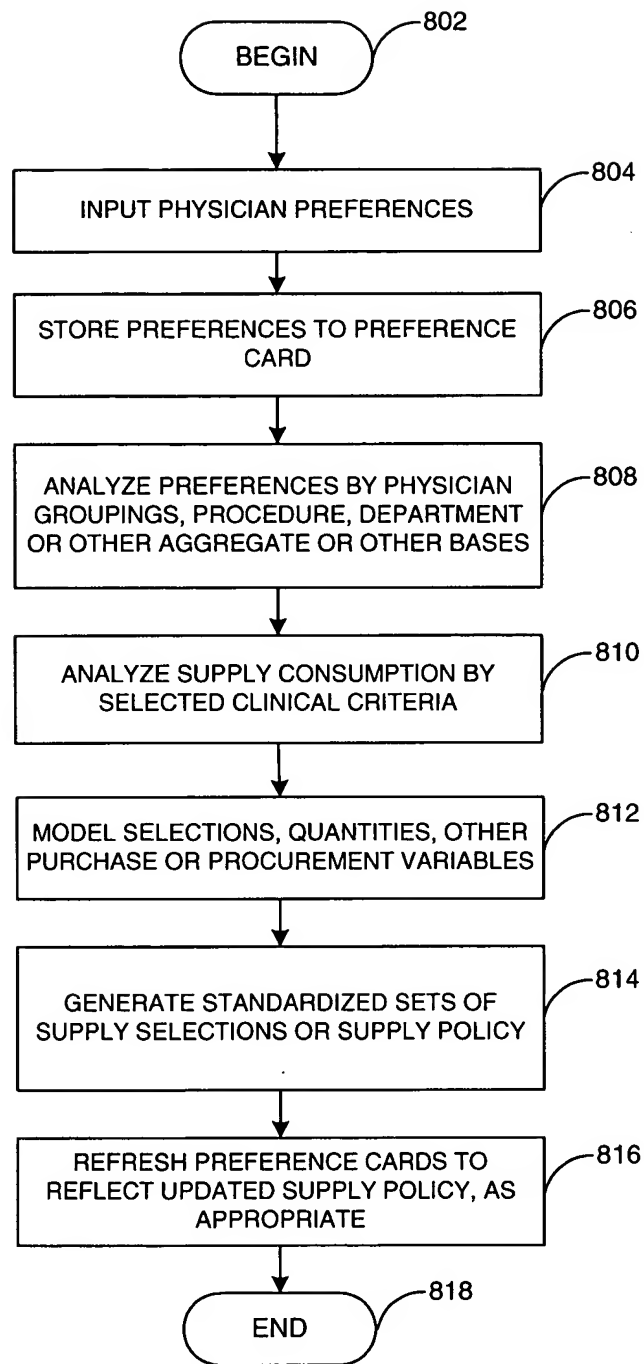 802
BEGIN
804
INPUT PHYSICIAN PREFERENCES
806
STORE PREFERENCES TO PREFERENCE
CARD
808
ANALYZE PREFERENCES BY PHYSICIAN
GROUPINGS, PROCEDURE, DEPARTMENT
OR OTHER AGGREGATE OR OTHER BASES
810
ANALYZE SUPPLY CONSUMPTION BY
SELECTED CLINICAL CRITERIA
812
MODEL SELECTIONS, QUANTITIES, OTHER
PURCHASE OR PROCUREMENT VARIABLES
814
GENERATE STANDARDIZED SETS OF
SUPPLY SELECTIONS OR SUPPLY POLICY
816
REFRESH PREFERENCE CARDS TO
REFLECT UPDATED SUPPLY POLICY, AS
APPROPRIATE
818
END